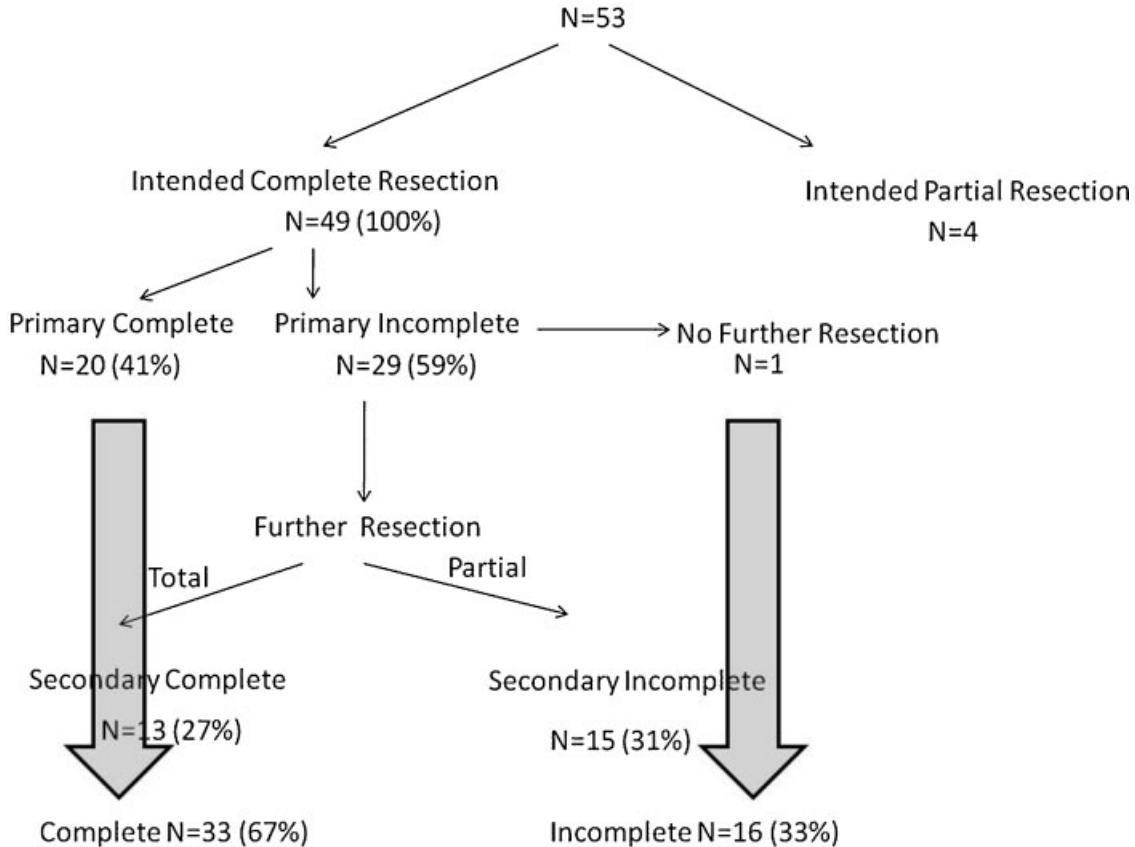 N=53
Intended Complete Resection
N=49 (100%)
Intended Partial Resection
N=4
Primary Complete
N=20 (41%)
Primary Incomplete
N=29 (59%)
No Further Resection
N=1
Further Resection
Total
Partial
Secondary Complete
N=13 (27%)
Secondary Incomplete
N=15 (31%)
Complete N=33 (67%)
Incomplete N=16 (33%)